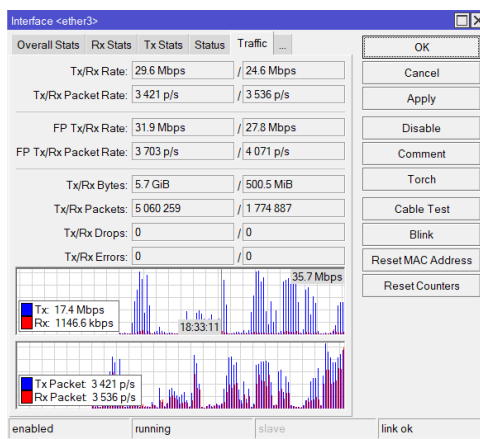 Interface <ether3>
Overall Stats Rx Stats Tx Stats Status Traffic ...
OK
Tx/Rx Rate: 29.6 Mbps / 24.6 Mbps
Cancel
Tx/Rx Packet Rate: 3 421 p/s / 3 536 p/s
Apply
FP Tx/Rx Rate: 31.9 Mbps / 27.8 Mbps
Disable
FP Tx/Rx Packet Rate: 3 703 p/s / 4 071 p/s
Comment
Torch
Tx/Rx Bytes: 5.7 GiB / 500.5 MiB
Tx/Rx Packets: 5 060 259 / 1 774 887
Cable Test
Tx/Rx Drops: 0 / 0
Blink
Tx/Rx Errors: 0 / 0
Reset MAC Address
35.7 Mbps
Reset Counters
Tx: 17.4 Mbps
Rx: 1146.6 kbps
18:33:11
Tx Packet: 3 421 p/s
Rx Packet: 3 536 p/s
enabled running slave link ok